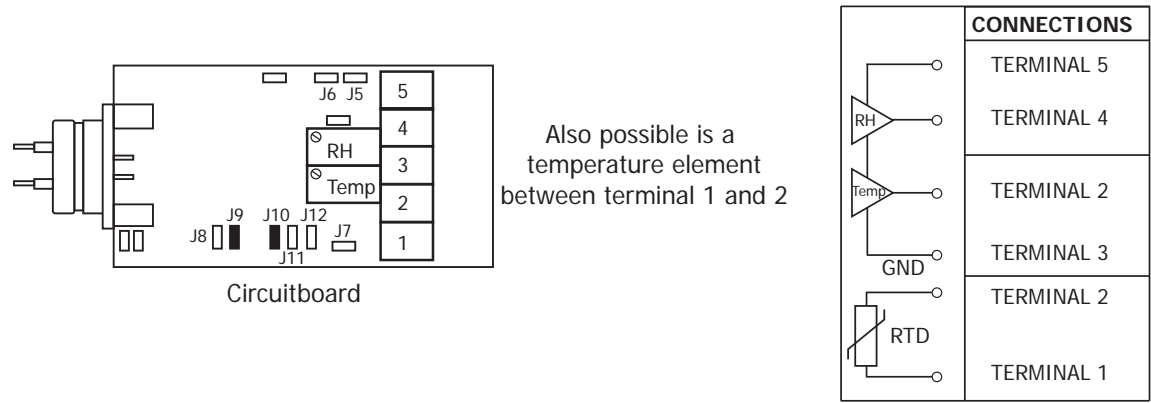 J6 J5
5
4
3
2
1
RH
Temp
J9
J10 J12
J8
J7
J11
Circuitboard
Also possible is a
temperature element
between terminal 1 and 2
CONNECTIONS
TERMINAL 5
RH
TERMINAL 4
Temp
TERMINAL 2
TERMINAL 3
GND
TERMINAL 2
RTD
TERMINAL 1